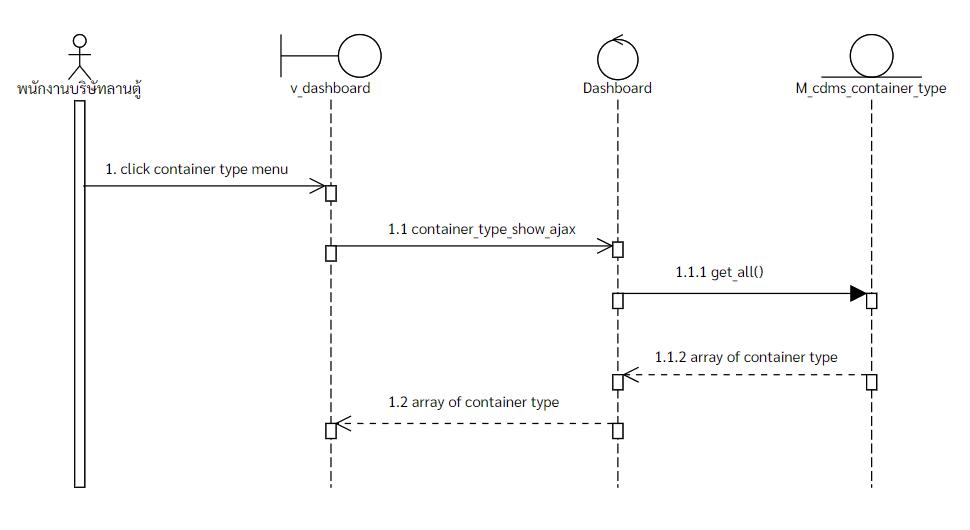 พนักงานบริษัทลานตู้
v_dashboard
Dashboard
M_cdms_container_type
1. click container type menu
1.1 container_type_show_ajax
1.1.1 get_all()
1.1.2 array of container type
1.2 array of container type